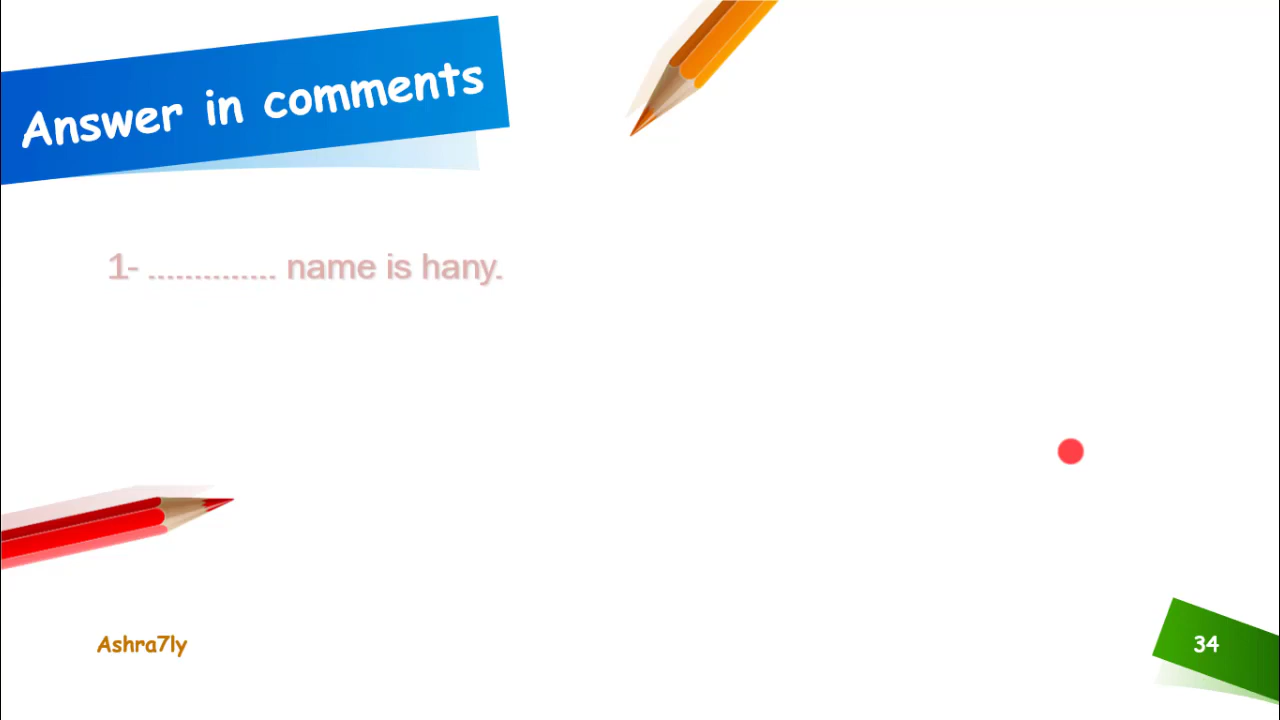 Answer in comments
1- .............. name is hany.
Ashra7ly
34